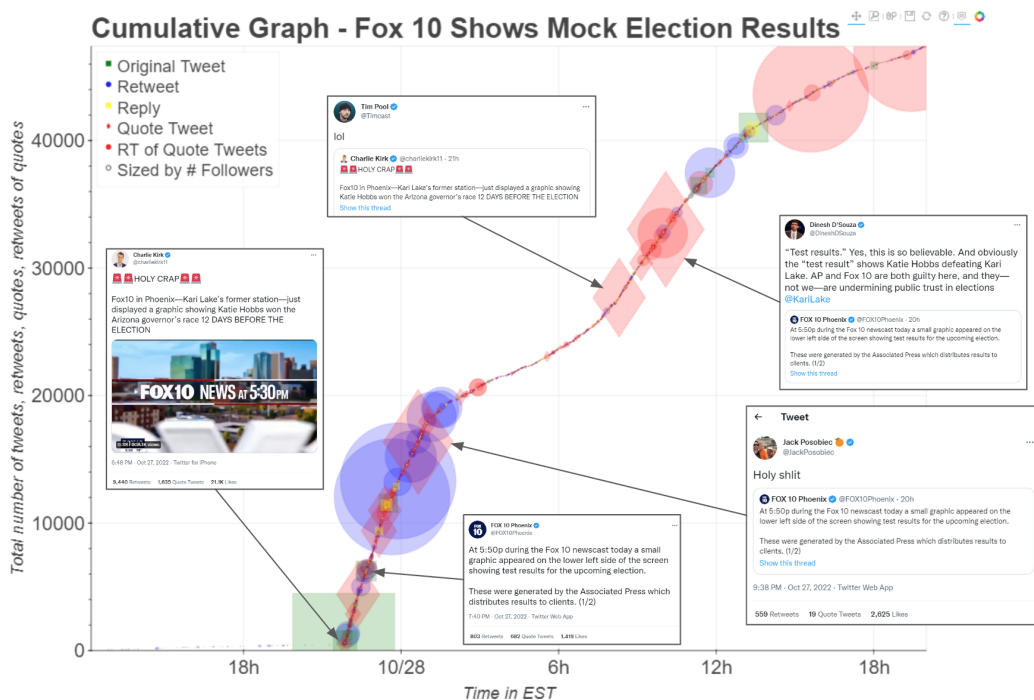 Cumulative Graph - Fox 10 Shows Mock Election Results
Original Tweet
Retweet
Reply
Quote Tweet
RT of Quote Tweets
Sized by # Followers
Total number of tweets, retweets, quotes, retweets of quotes
40000
30000
20000
10000
0
18h
10/28
6h
12h
18h
Time in EST
Tim Pool
@Timcast
lol
Charlie Kirk @charliekirk11 · 21h
🚨🚨HOLY CRAP🚨🚨
Fox10 in Phoenix—Kari Lake's former station—just displayed a graphic showing
Katie Hobbs won the Arizona governor's race 12 DAYS BEFORE THE ELECTION
Show this thread
Charlie Kirk
@charliekirk11
🚨🚨HOLY CRAP🚨🚨
Fox10 in Phoenix—Kari Lake's former station—just
displayed a graphic showing Katie Hobbs won the
Arizona governor's race 12 DAYS BEFORE THE
ELECTION
FOX10 NEWS AT 5:30PM
6:48 PM · Oct 27, 2022 · Twitter for iPhone
9,440 Retweets 1,635 Quote Tweets 21.1K Likes
Dinesh D'Souza
@DineshDSouza
“Test results.” Yes, this is so believable. And obviously
the “test result” shows Katie Hobbs defeating Kari
Lake. AP and Fox 10 are both guilty here, and they—
not we—are undermining public trust in elections
@KariLake
FOX 10 Phoenix @FOX10Phoenix · 20h
At 5:50p during the Fox 10 newscast today a small graphic appeared on the
lower left side of the screen showing test results for the upcoming election.
These were generated by the Associated Press which distributes results to
clients. (1/2)
Show this thread
Tweet
Jack Posobiec
@JackPosobiec
Holy shlit
FOX 10 Phoenix @FOX10Phoenix · 20h
At 5:50p during the Fox 10 newscast today a small graphic appeared on the
lower left side of the screen showing test results for the upcoming election.
These were generated by the Associated Press which distributes results to
clients. (1/2)
Show this thread
9:38 PM · Oct 27, 2022 · Twitter Web App
559 Retweets 19 Quote Tweets 2,625 Likes
FOX 10 Phoenix
@FOX10Phoenix
At 5:50p during the Fox 10 newscast today a small
graphic appeared on the lower left side of the screen
showing test results for the upcoming election.
These were generated by the Associated Press which
distributes results to clients. (1/2)
7:40 PM · Oct 27, 2022 · Twitter Web App
803 Retweets 682 Quote Tweets 1,419 Likes